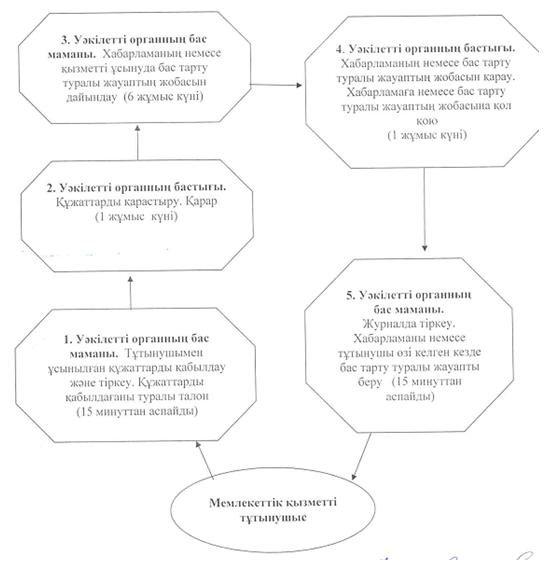 3. Уәкілетті органның бас
маманы. Хабарламаның немесе
қызметті ұсынуда бас тарту
туралы жауаптың жобасын
дайындау (6 жұмыс күні)
4. Уәкілетті органның бастығы.
Хабарламаның немесе бас тарту
туралы жауаптың жобасын қарау.
Хабарламаға немесе бас тарту
туралы жауаптың жобасына қол
қою
(1 жұмыс күні)
2. Уәкілетті органның бастығы.
Құжаттарды қарастыру. Қарар
(1 жұмыс күні)
5. Уәкілетті органның
бас маманы.
Журналда тіркеу.
Хабарламаны немесе
тұтынушы өзі келген кезде
бас тарту туралы жауапты
беру (15 минуттан
аспайды)
1. Уәкілетті органның бас
маманы. Тұтынушымен
ұсынылған құжаттарды қабылдау
және тіркеу. Құжаттарды
қабылдағаны туралы талон
(15 минуттан аспайды)
Мемлекеттік қызметті
тұтынушые